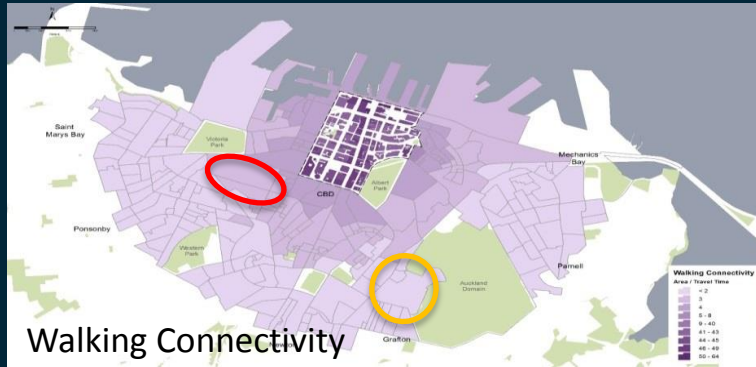 N
Saint
Marys Bay
Victoria
Park
Mechanics
Bay
Albert
Park
CBD
Ponsonby
Western
Park
Parnell
Auckland
Domain
Grafton
Walking Connectivity
Area / Travel Time
< 2
3
4
5 - 8
9 - 40
41 - 43
44 - 45
46 - 49
50 - 64
Walking Connectivity